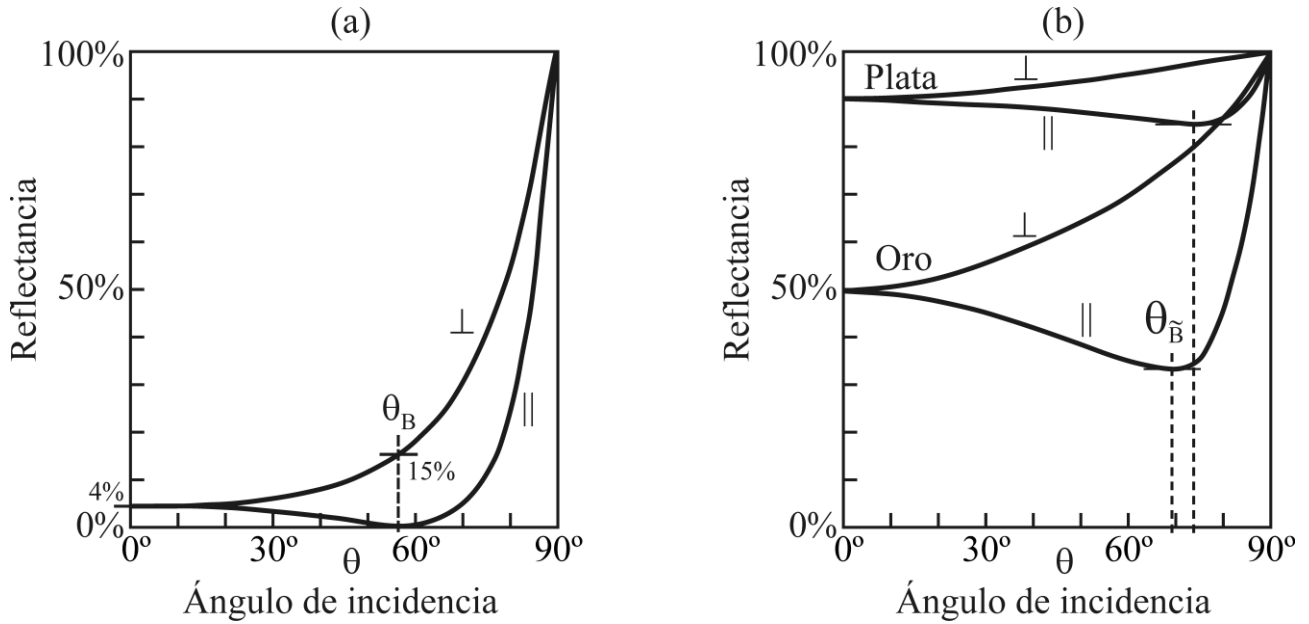 (a)
100%
50%
4%
0%
Reflectancia
⊥
||
θB
15%
0º
30º
60º
90º
θ
Ángulo de incidencia
(b)
100%
50%
0%
Reflectancia
Plata
⊥
||
Oro
⊥
||
θB̃
0º
30º
60º
90º
θ
Ángulo de incidencia